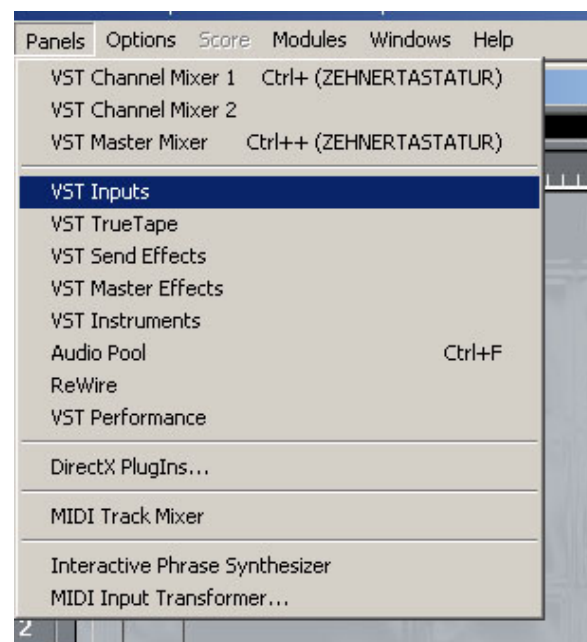 Panels Options Score Modules Windows Help
VST Channel Mixer 1 Ctrl+ (ZEHNERTASTATUR)
VST Channel Mixer 2
VST Master Mixer Ctrl++ (ZEHNERTASTATUR)
VST Inputs
VST TrueTape
VST Send Effects
VST Master Effects
VST Instruments
Audio Pool Ctrl+F
ReWire
VST Performance
DirectX PlugIns...
MIDI Track Mixer
Interactive Phrase Synthesizer
MIDI Input Transformer...
2